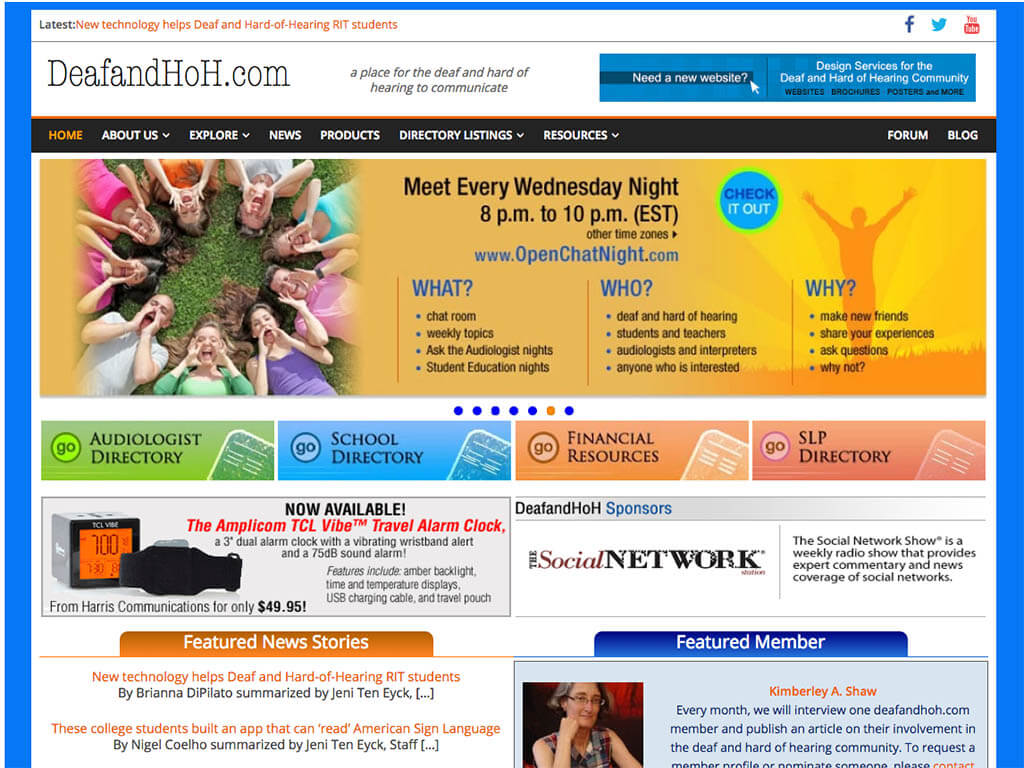 Latest:New technology helps Deaf and Hard-of-Hearing RIT students
You
Tube
DeafandHoH.com
a place for the deaf and hard of
hearing to communicate
Need a new website?
Design Services for the
Deaf and Hard of Hearing Community
WEBSITES · BROCHURES · POSTERS and MORE
HOME ABOUT US EXPLORE NEWS PRODUCTS DIRECTORY LISTINGS RESOURCES FORUM BLOG
Meet Every Wednesday Night
8 p.m. to 10 p.m. (EST)
other time zones
www.OpenChatNight.com
CHECK
IT OUT
WHAT?
• chat room
• weekly topics
• Ask the Audiologist nights
• Student Education nights
WHO?
• deaf and hard of hearing
• students and teachers
• audiologists and interpreters
• anyone who is interested
WHY?
• make new friends
• share your experiences
• ask questions
• why not?
go AUDIOLOGIST
DIRECTORY
go SCHOOL
DIRECTORY
go FINANCIAL
RESOURCES
go SLP
DIRECTORY
TCL VIBE
7:00
NOW AVAILABLE!
The Amplicom TCL Vibe™ Travel Alarm Clock,
a 3" dual alarm clock with a vibrating wristband alert
and a 75dB sound alarm!
Features include: amber backlight,
time and temperature displays,
USB charging cable, and travel pouch
From Harris Communications for only $49.95!
DeafandHoH Sponsors
THE Social NETWORK®
station
The Social Network Show® is a
weekly radio show that provides
expert commentary and news
coverage of social networks.
Featured News Stories
New technology helps Deaf and Hard-of-Hearing RIT students
By Brianna DiPilato summarized by Jeni Ten Eyck, [...]
These college students built an app that can ‘read’ American Sign Language
By Nigel Coelho summarized by Jeni Ten Eyck, Staff [...]
Featured Member
Kimberley A. Shaw
Every month, we will interview one deafandhoh.com
member and publish an article on their involvement in
the deaf and hard of hearing community. To request a
member profile or nominate someone, please contact